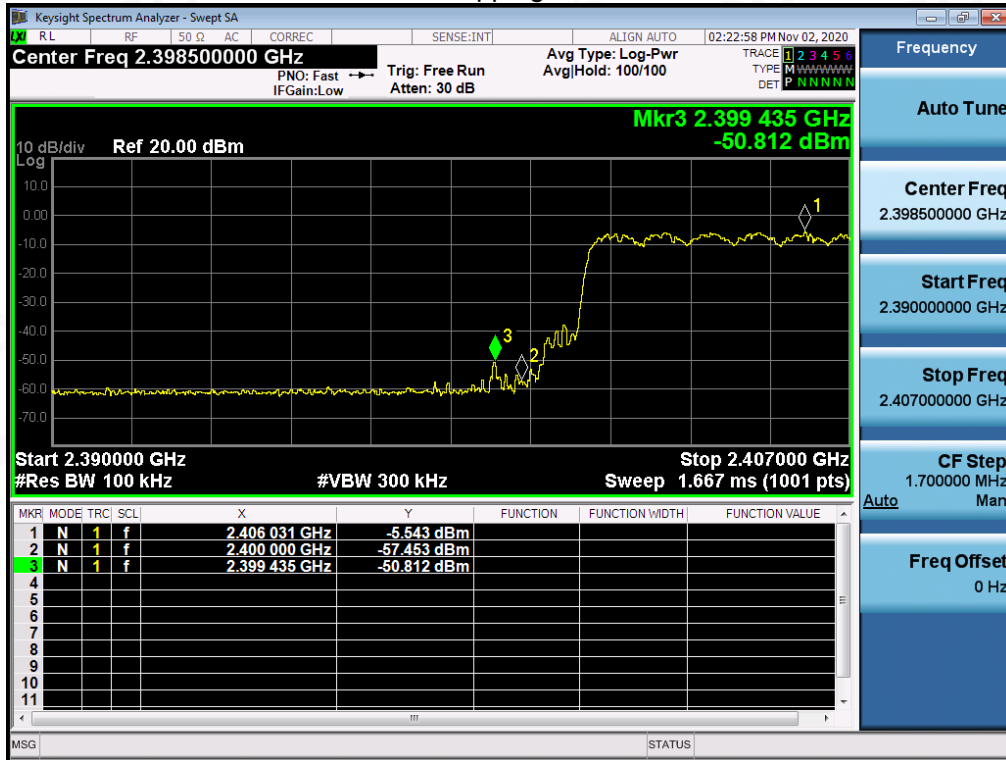 Keysight Spectrum Analyzer - Swept SA
LXI RL RF 50 Ω AC CORREC SENSE:INT ALIGN AUTO 02:22:58 PM Nov 02, 2020
Center Freq 2.398500000 GHz
PNO: Fast
IFGain:Low
Trig: Free Run
Atten: 30 dB
Avg Type: Log-Pwr
Avg|Hold: 100/100
TRACE 1 2 3 4 5 6
TYPE M WWWWW
DET P N N N N N
Mkr3 2.399 435 GHz
-50.812 dBm
10 dB/div Ref 20.00 dBm
Log
10.0
0.00
-10.0
-20.0
-30.0
-40.0
-50.0
-60.0
-70.0
1
3
2
Start 2.390000 GHz Stop 2.407000 GHz
#Res BW 100 kHz #VBW 300 kHz Sweep 1.667 ms (1001 pts)
MKR MODE TRC SCL X Y FUNCTION FUNCTION WIDTH FUNCTION VALUE
1 N 1 f 2.406 031 GHz -5.543 dBm
2 N 1 f 2.400 000 GHz -57.453 dBm
3 N 1 f 2.399 435 GHz -50.812 dBm
4
5
6
7
8
9
10
11
MSG STATUS
Frequency
Auto Tune
Center Freq
2.398500000 GHz
Start Freq
2.390000000 GHz
Stop Freq
2.407000000 GHz
CF Step
1.700000 MHz
Auto Man
Freq Offset
0 Hz